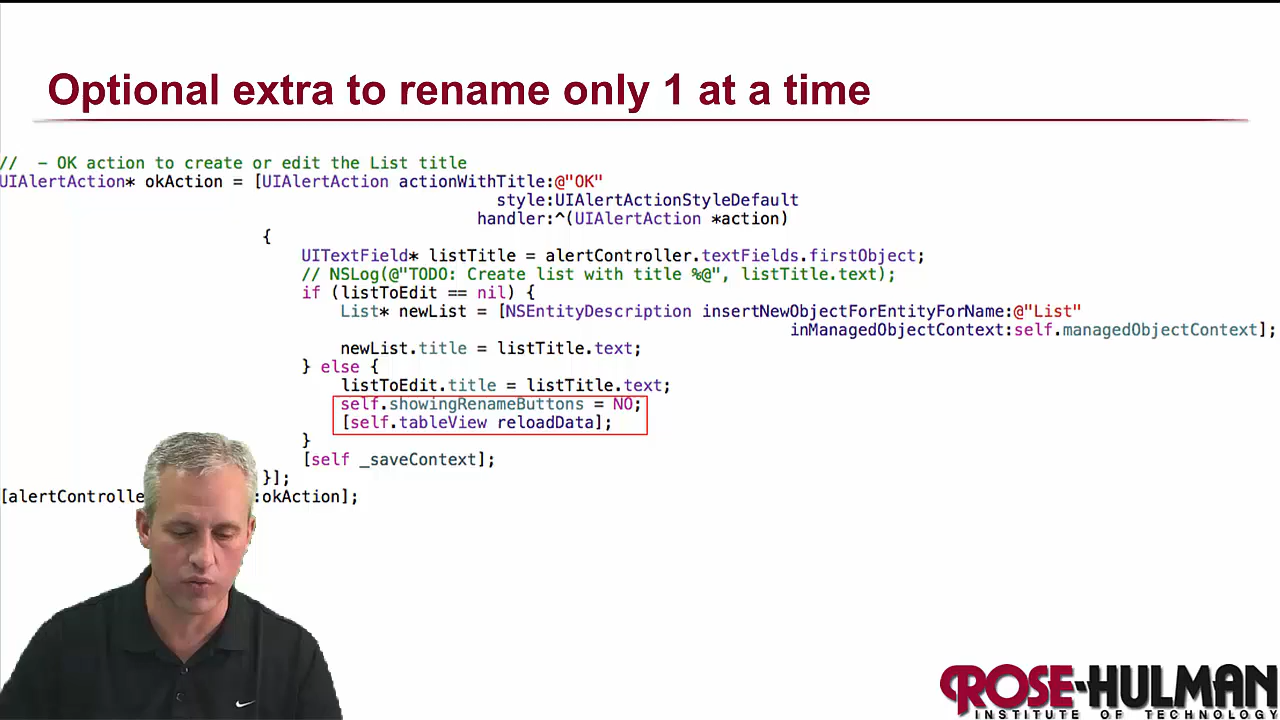 Optional extra to rename only 1 at a time
// - OK action to create or edit the List title
UIAlertAction* okAction = [UIAlertAction actionWithTitle:@"OK"
style:UIAlertActionStyleDefault
handler:^(UIAlertAction *action)
{
UITextField* listTitle = alertController.textFields.firstObject;
// NSLog(@"TODO: Create list with title %@", listTitle.text);
if (listToEdit == nil) {
List* newList = [NSEntityDescription insertNewObjectForEntityForName:@"List"
inManagedObjectContext:self.managedObjectContext];
newList.title = listTitle.text;
} else {
listToEdit.title = listTitle.text;
self.showingRenameButtons = NO;
[self.tableView reloadData];
}
[self _saveContext];
}];
[alertControlle :okAction];
ROSE-HULMAN
INSTITUTE OF TECHNOLOGY